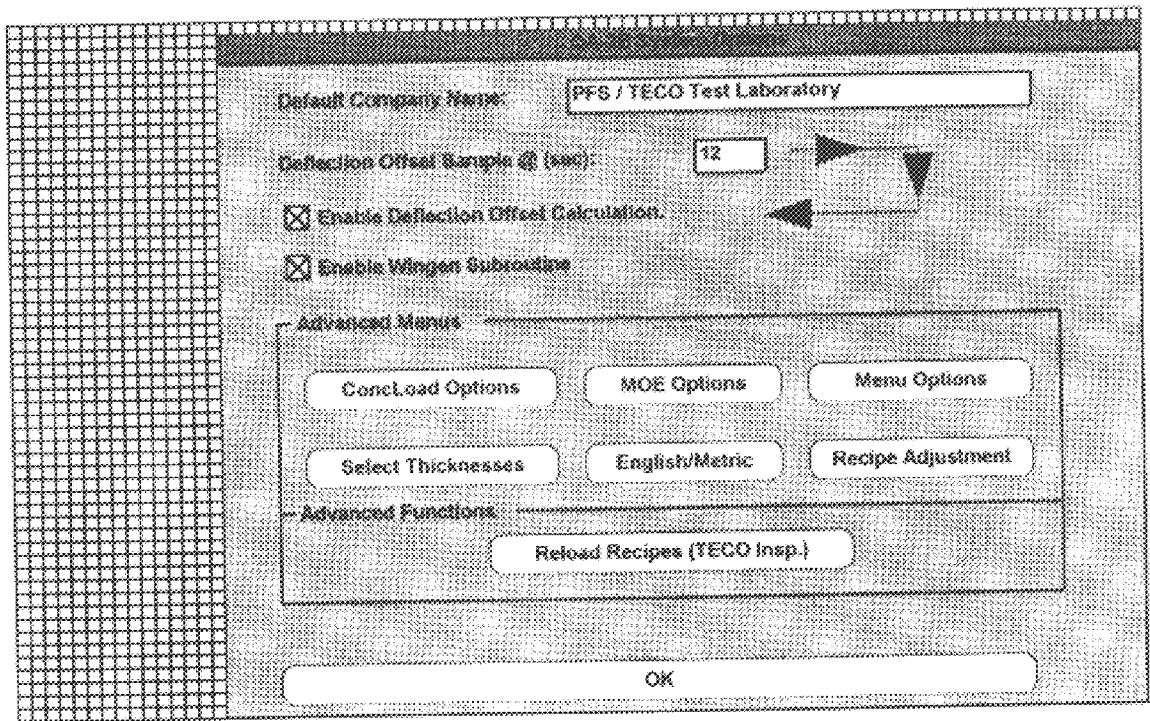 Default Company Name: PFS / TECO Test Laboratory
Deflection Offset Sample @ (sec): 12
Enable Deflection Offset Calculation.
Enable Wingen Subroutine
Advanced Menus
ConcLoad Options MOE Options Menu Options
Select Thicknesses English/Metric Recipe Adjustment
Advanced Functions
Reload Recipes (TECO Insp.)
OK